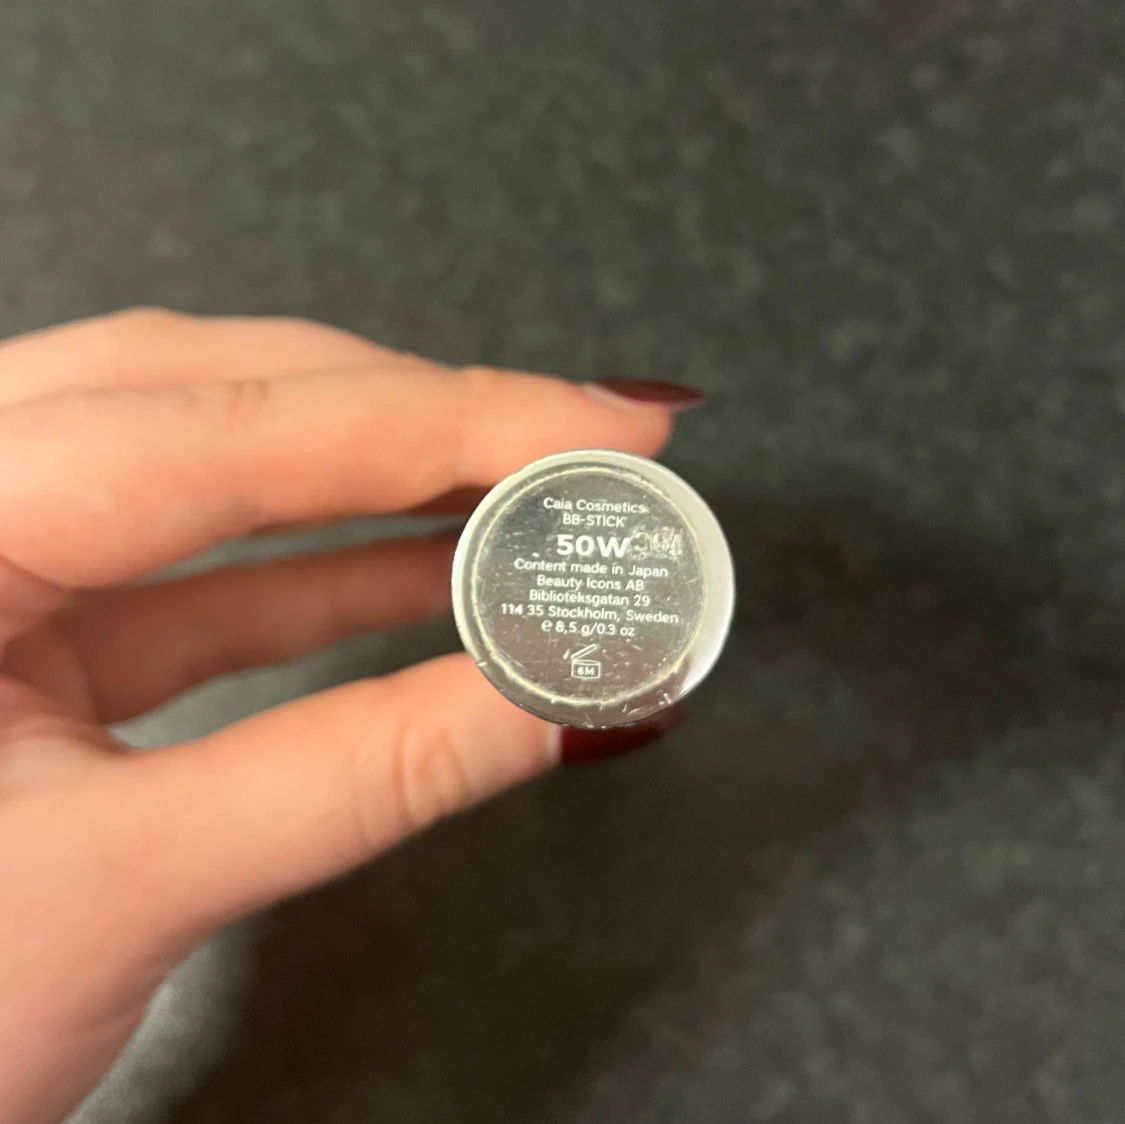 Caia Cosmetics
BB-STICK
50W
Content made in Japan
Beauty Icons AB
Biblioteksgatan 29
114 35 Stockholm, Sweden
e 8,5 g/0.3 oz
6M